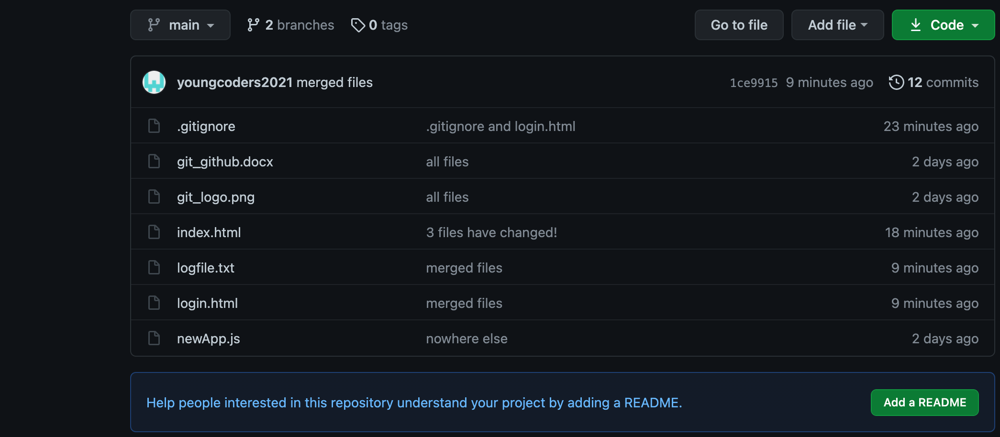 main 2 branches 0 tags Go to file Add file Code
youngcoders2021 merged files 1ce9915 9 minutes ago 12 commits
.gitignore .gitignore and login.html 23 minutes ago
git_github.docx all files 2 days ago
git_logo.png all files 2 days ago
index.html 3 files have changed! 18 minutes ago
logfile.txt merged files 9 minutes ago
login.html merged files 9 minutes ago
newApp.js nowhere else 2 days ago
Help people interested in this repository understand your project by adding a README. Add a README